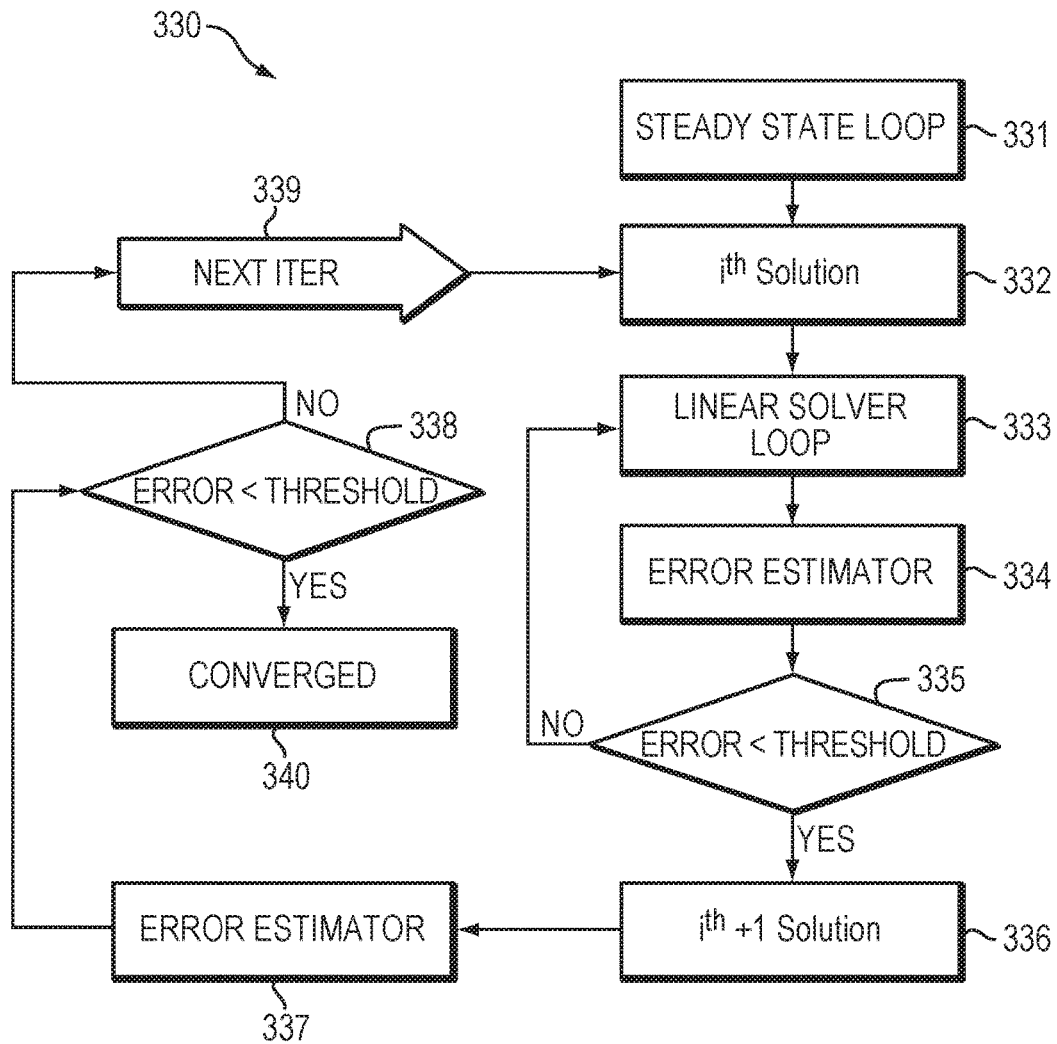 330
STEADY STATE LOOP
331
339
NEXT ITER
ith Solution
332
NO
338
LINEAR SOLVER
LOOP
333
ERROR < THRESHOLD
ERROR ESTIMATOR
334
YES
CONVERGED
340
335
NO
ERROR < THRESHOLD
YES
ERROR ESTIMATOR
337
ith +1 Solution
336